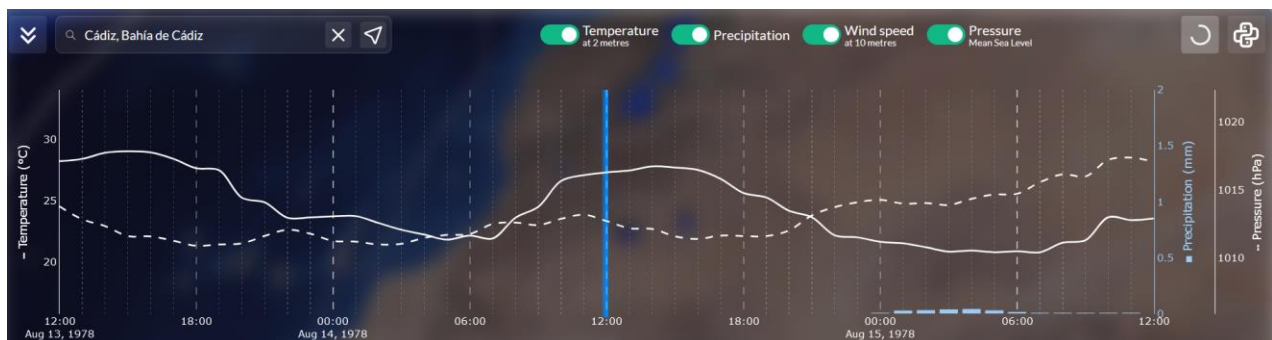 Cádiz, Bahía de Cádiz
Temperature
at 2 metres
Precipitation
Wind speed
at 10 metres
Pressure
Mean Sea Level
– Temperature (°C)
30
25
20
2
1.5
1
0.5
Precipitation (mm)
1020
1015
1010
-- Pressure (hPa)
12:00 18:00 00:00 06:00 12:00 18:00 00:00 06:00 12:00
Aug 13, 1978 Aug 14, 1978 Aug 15, 1978